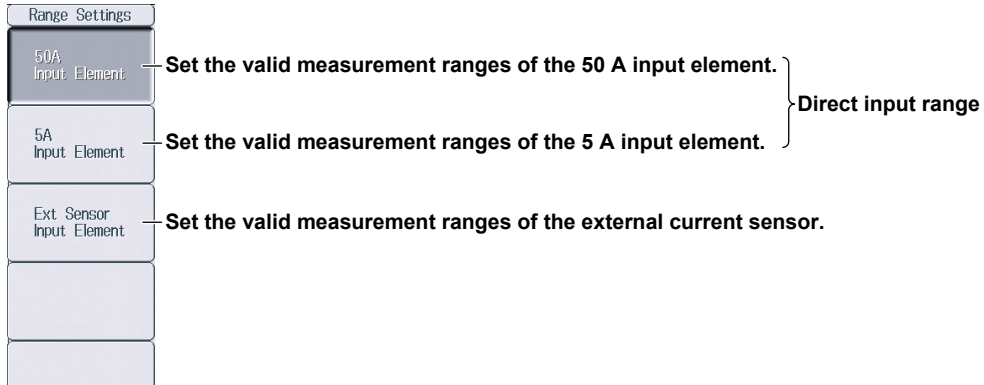 Range Settings
50A
Input Element
Set the valid measurement ranges of the 50 A input element.
Direct input range
5A
Input Element
Set the valid measurement ranges of the 5 A input element.
Ext Sensor
Input Element
Set the valid measurement ranges of the external current sensor.